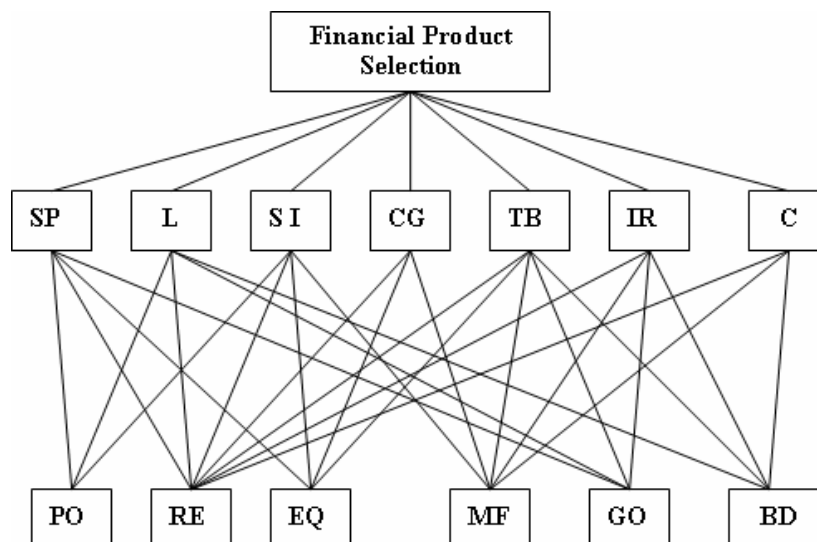 Financial Product
Selection
SP
L
S I
CG
TB
IR
C
PO
RE
EQ
MF
GO
BD